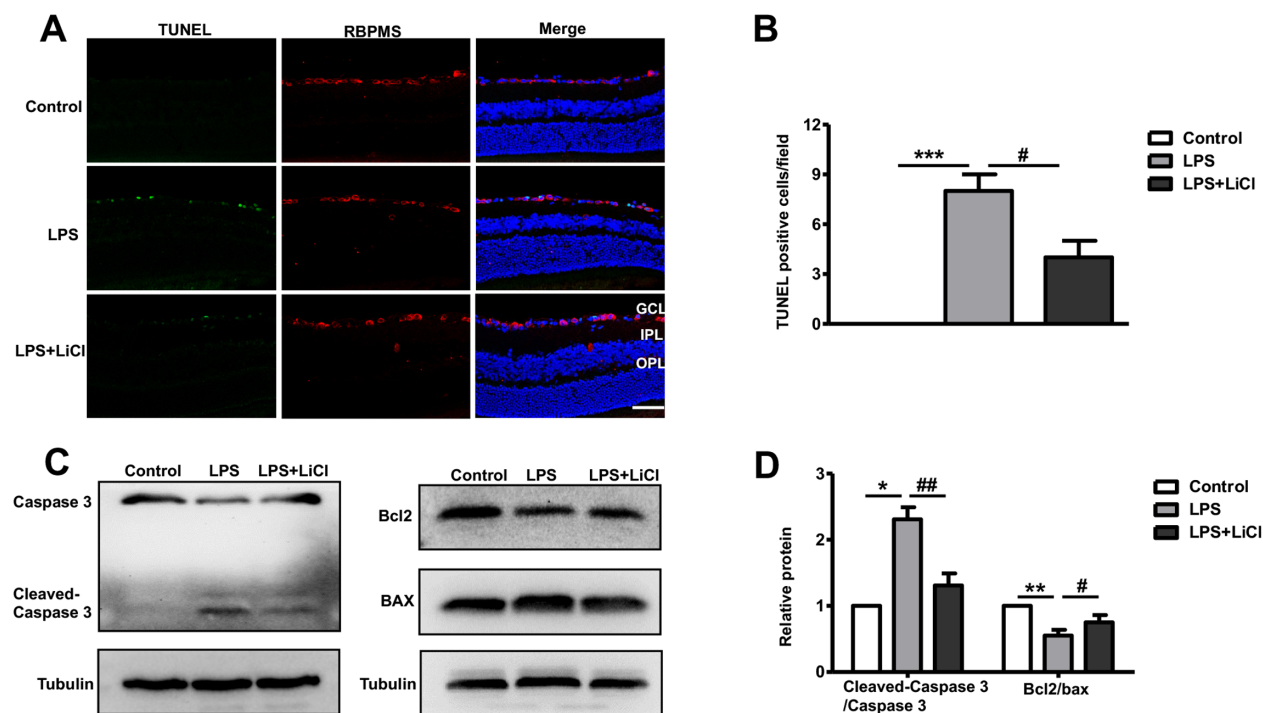 A
TUNEL RBPMS Merge
Control
LPS
LPS+LiCl
GCL
IPL
OPL
B
TUNEL positive cells/field
12
9
6
3
0
*** #
Control
LPS
LPS+LiCl
C
Control LPS LPS+LiCl
Caspase 3
Cleaved-
Caspase 3
Tubulin
Control LPS LPS+LiCl
Bcl2
BAX
Tubulin
D
Relative protein
3
2
1
0
* ##
** #
Cleaved-Caspase 3
/Caspase 3
Bcl2/bax
Control
LPS
LPS+LiCl